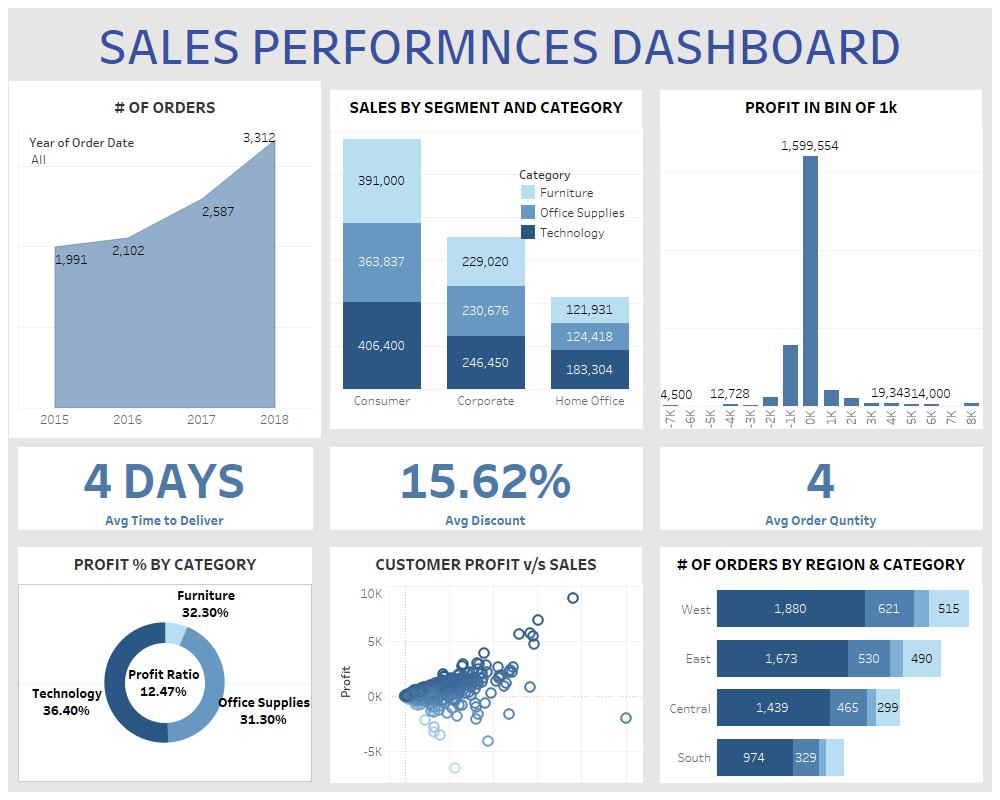 SALES PERFORMNCES DASHBOARD
# OF ORDERS
Year of Order Date
All
3,312
2,587
2,102
1,991
2015 2016 2017 2018
SALES BY SEGMENT AND CATEGORY
Category
Furniture
Office Supplies
Technology
391,000
363,837
406,400
229,020
230,676
246,450
121,931
124,418
183,304
Consumer Corporate Home Office
PROFIT IN BIN OF 1k
1,599,554
4,500 12,728 19,343 14,000
-7K -6K -5K -4K -3K -2K -1K 0K 1K 2K 3K 4K 5K 6K 7K 8K
4 DAYS
Avg Time to Deliver
15.62%
Avg Discount
4
Avg Order Quntity
PROFIT % BY CATEGORY
Furniture
32.30%
Profit Ratio
12.47%
Technology
36.40%
Office Supplies
31.30%
CUSTOMER PROFIT v/s SALES
Profit
10K
5K
0K
-5K
# OF ORDERS BY REGION & CATEGORY
West 1,880 621 515
East 1,673 530 490
Central 1,439 465 299
South 974 329